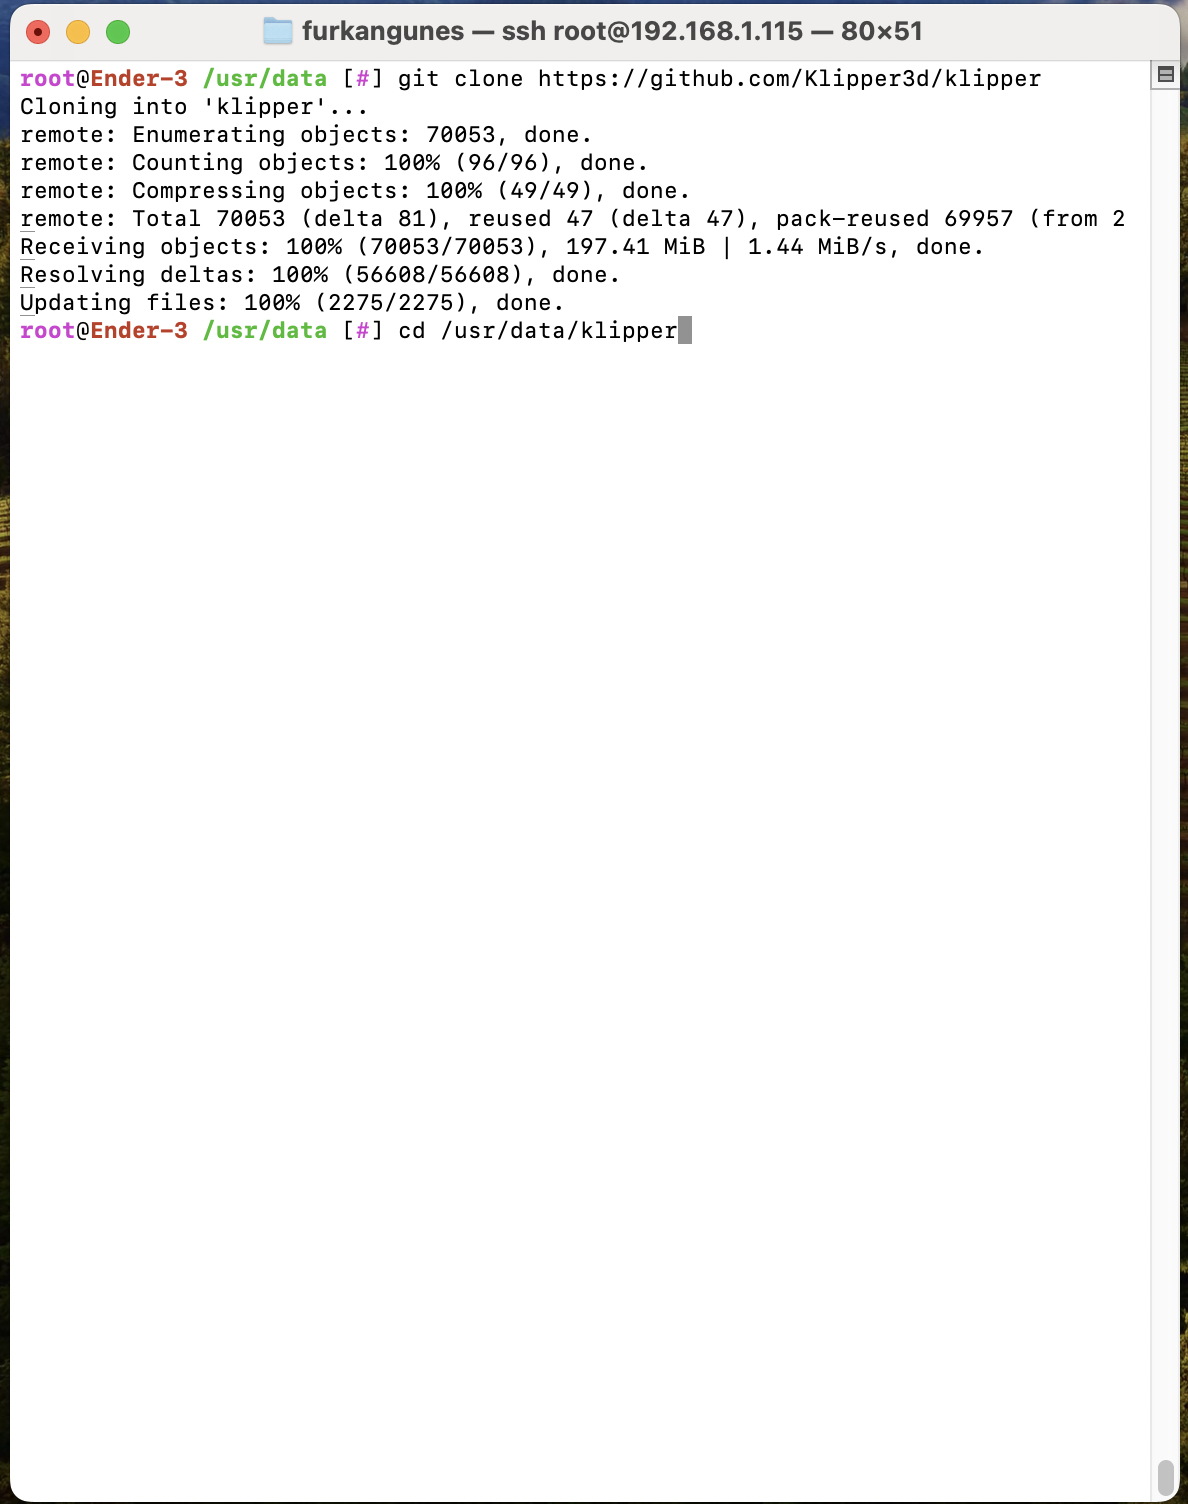 furkangunes — ssh root@192.168.1.115 — 80×51
root@Ender-3 /usr/data [#] git clone https://github.com/Klipper3d/klipper
Cloning into 'klipper'...
remote: Enumerating objects: 70053, done.
remote: Counting objects: 100% (96/96), done.
remote: Compressing objects: 100% (49/49), done.
remote: Total 70053 (delta 81), reused 47 (delta 47), pack-reused 69957 (from 2
Receiving objects: 100% (70053/70053), 197.41 MiB | 1.44 MiB/s, done.
Resolving deltas: 100% (56608/56608), done.
Updating files: 100% (2275/2275), done.
root@Ender-3 /usr/data [#] cd /usr/data/klipper